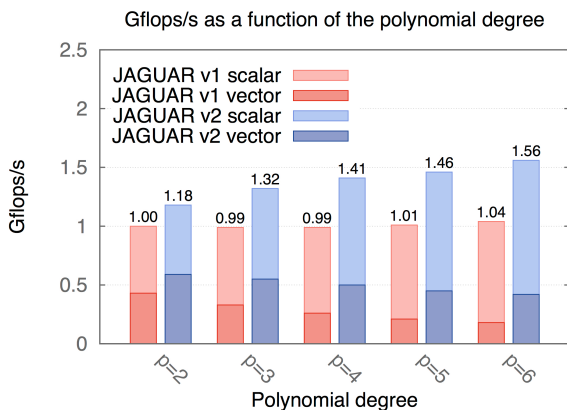 Gflops/s as a function of the polynomial degree
2.5
2
1.5
1
0.5
0
Gflops/s
JAGUAR v1 scalar
JAGUAR v1 vector
JAGUAR v2 scalar
JAGUAR v2 vector
1.00
1.18
0.99
1.32
0.99
1.41
1.01
1.46
1.04
1.56
p=2
p=3
p=4
p=5
p=6
Polynomial degree